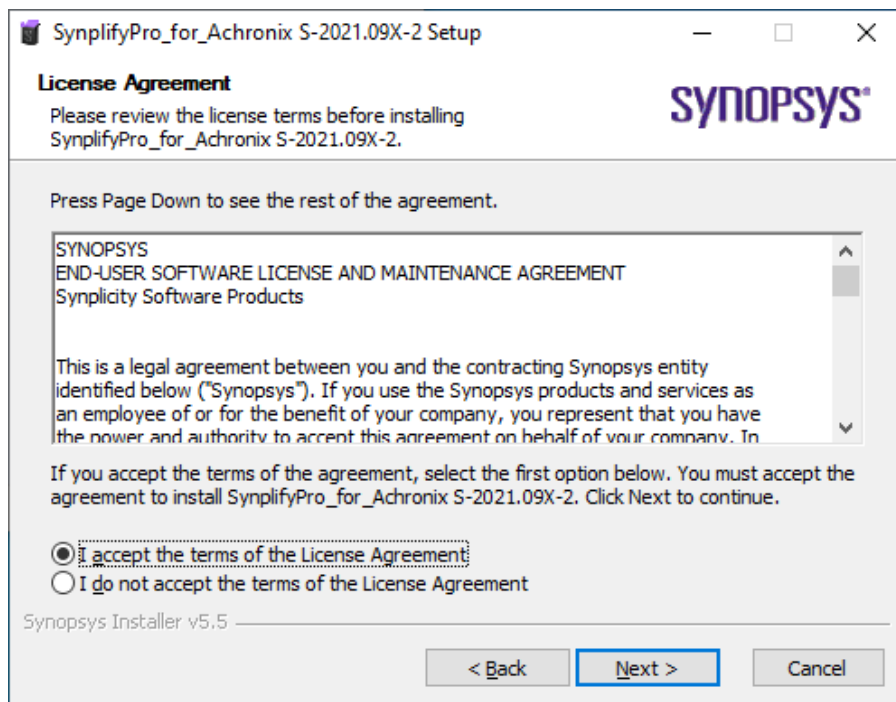 SynplifyPro_for_Achronix S-2021.09X-2 Setup
License Agreement
Please review the license terms before installing
SynplifyPro_for_Achronix S-2021.09X-2.
SYNOPSYS®
Press Page Down to see the rest of the agreement.
SYNOPSYS
END-USER SOFTWARE LICENSE AND MAINTENANCE AGREEMENT
Synplicity Software Products
This is a legal agreement between you and the contracting Synopsys entity
identified below ("Synopsys"). If you use the Synopsys products and services as
an employee of or for the benefit of your company, you represent that you have
the power and authority to accept this agreement on behalf of your company. In
If you accept the terms of the agreement, select the first option below. You must accept the
agreement to install SynplifyPro_for_Achronix S-2021.09X-2. Click Next to continue.
I accept the terms of the License Agreement
I do not accept the terms of the License Agreement
Synopsys Installer v5.5
< Back
Next >
Cancel